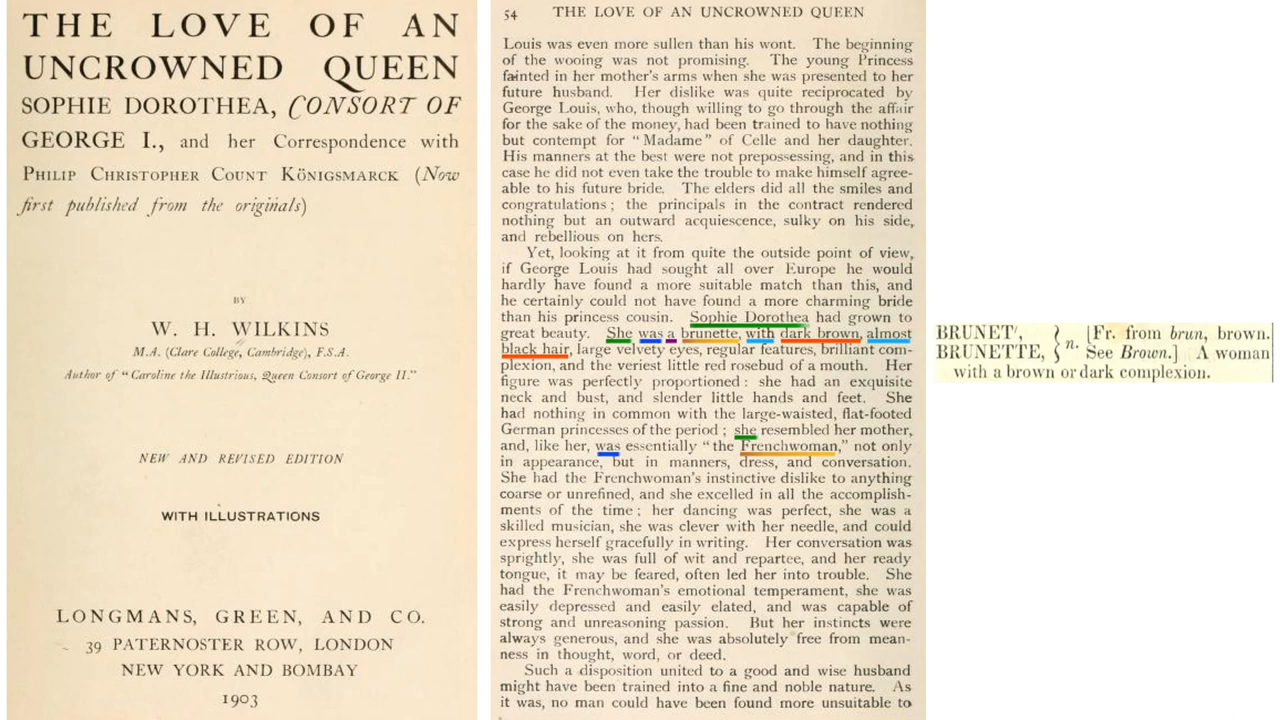 THE LOVE OF AN
UNCROWNED QUEEN
SOPHIE DOROTHEA, CONSORT OF
GEORGE I., and her Correspondence with
PHILIP CHRISTOPHER COUNT KÖNIGSMARCK (Now
first published from the originals)
BY
W. H. WILKINS
M.A. (Clare College, Cambridge), F.S.A.
Author of "Caroline the Illustrious, Queen Consort of George II."
NEW AND REVISED EDITION
WITH ILLUSTRATIONS
LONGMANS, GREEN, AND CO.
39 PATERNOSTER ROW, LONDON
NEW YORK AND BOMBAY
1903
54 THE LOVE OF AN UNCROWNED QUEEN
Louis was even more sullen than his wont. The beginning
of the wooing was not promising. The young Princess
fainted in her mother's arms when she was presented to her
future husband. Her dislike was quite reciprocated by
George Louis, who, though willing to go through the affair
for the sake of the money, had been trained to have nothing
but contempt for "Madame" of Celle and her daughter.
His manners at the best were not prepossessing, and in this
case he did not even take the trouble to make himself agree-
able to his future bride. The elders did all the smiles and
congratulations; the principals in the contract rendered
nothing but an outward acquiescence, sulky on his side,
and rebellious on hers.
Yet, looking at it from quite the outside point of view,
if George Louis had sought all over Europe he would
hardly have found a more suitable match than this, and
he certainly could not have found a more charming bride
than his princess cousin. Sophie Dorothea had grown to
great beauty. She was a brunette, with dark brown, almost
black hair, large velvety eyes, regular features, brilliant com-
plexion, and the veriest little red rosebud of a mouth. Her
figure was perfectly proportioned: she had an exquisite
neck and bust, and slender little hands and feet. She
had nothing in common with the large-waisted, flat-footed
German princesses of the period; she resembled her mother,
and, like her, was essentially "the Frenchwoman," not only
in appearance, but in manners, dress, and conversation.
She had the Frenchwoman's instinctive dislike to anything
coarse or unrefined, and she excelled in all the accomplish-
ments of the time; her dancing was perfect, she was a
skilled musician, she was clever with her needle, and could
express herself gracefully in writing. Her conversation was
sprightly, she was full of wit and repartee, and her ready
tongue, it may be feared, often led her into trouble. She
had the Frenchwoman's emotional temperament, she was
easily depressed and easily elated, and was capable of
strong and unreasoning passion. But her instincts were
always generous, and she was absolutely free from mean-
ness in thought, word, or deed.
Such a disposition united to a good and wise husband
might have been trained into a fine and noble nature. As
it was, no man could have been found more unsuitable to
BRUNET', } n. [Fr. from brun, brown.
BRUNETTE, } See Brown.] A woman
with a brown or dark complexion.